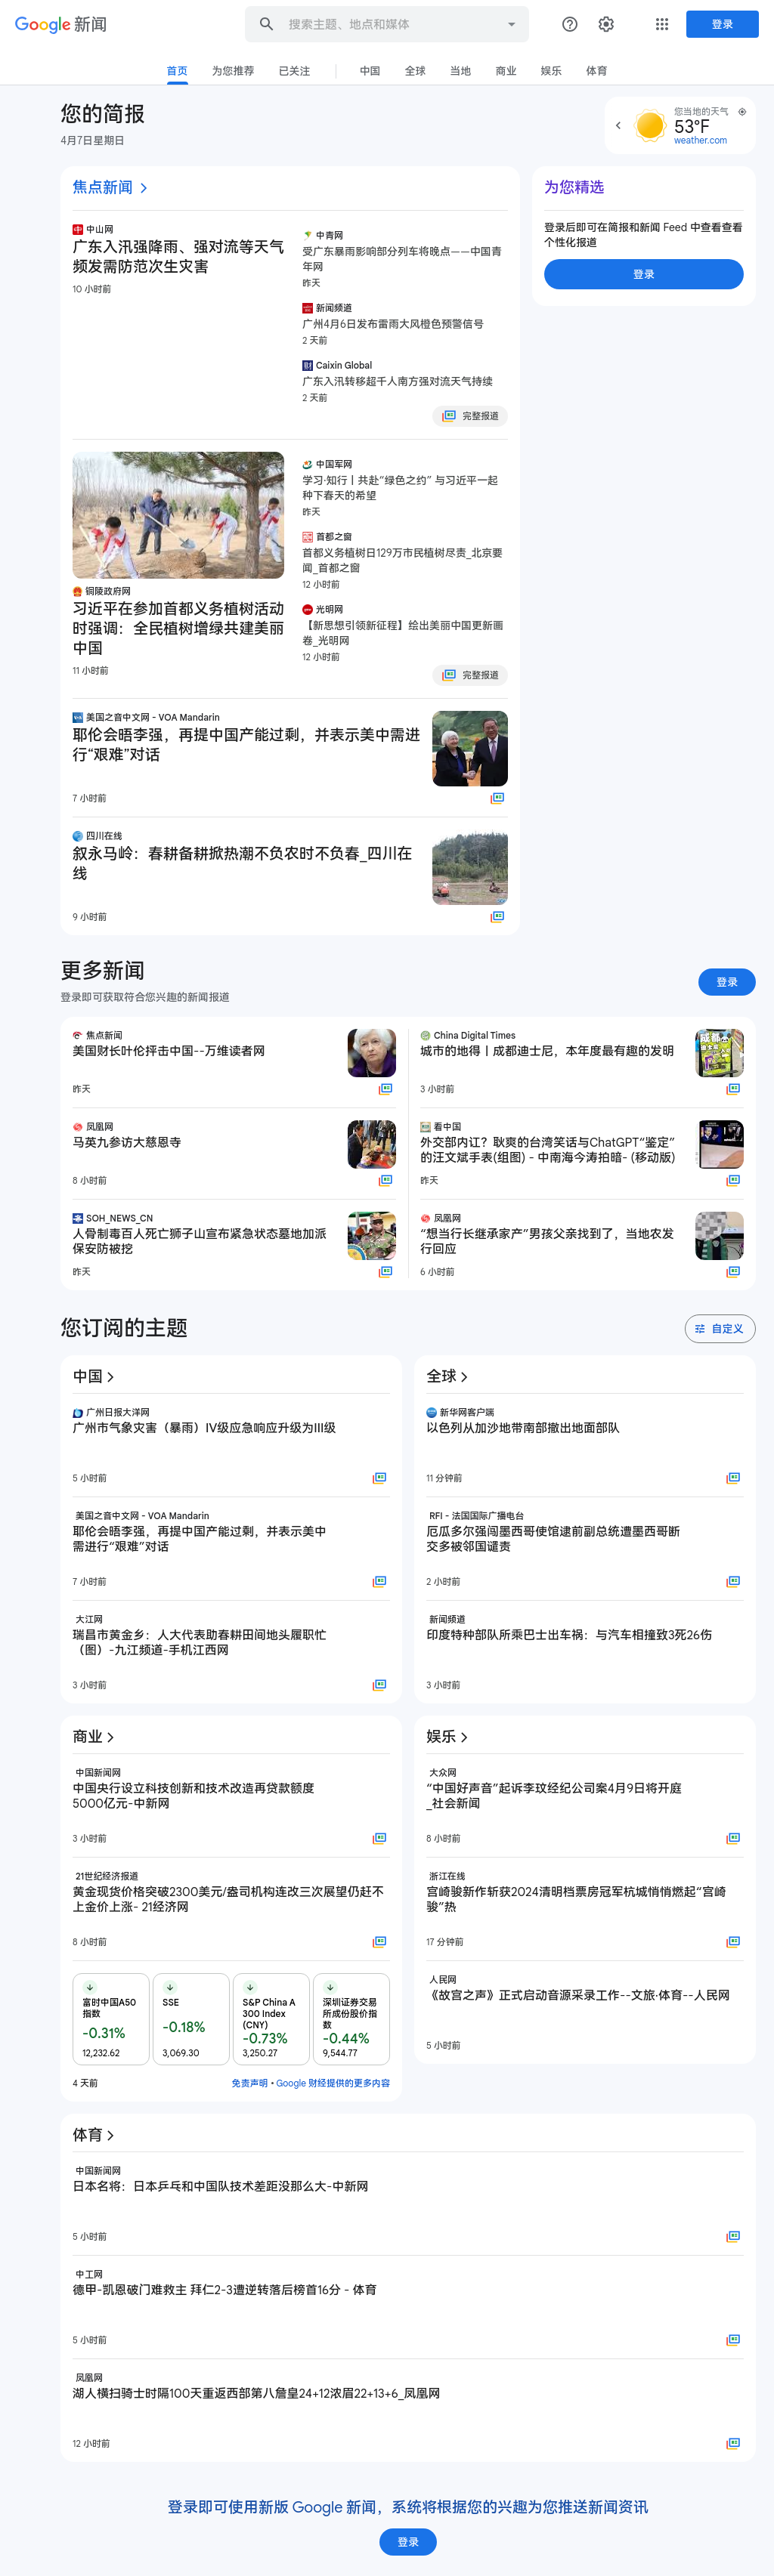 Google 新闻
搜索主题、地点和媒体
登录
首页
为您推荐
已关注
中国
全球
当地
商业
娱乐
体育
您的简报
4月7日星期日
您当地的天气
53°F
weather.com
焦点新闻
中山网
广东入汛强降雨、强对流等天气
频发需防范次生灾害
10 小时前
中青网
受广东暴雨影响部分列车将晚点——中国青
年网
昨天
新闻频道
广州4月6日发布雷雨大风橙色预警信号
2 天前
Caixin Global
广东入汛转移超千人南方强对流天气持续
2 天前
完整报道
为您精选
登录后即可在简报和新闻 Feed 中查看查看
个性化报道
登录
铜陵政府网
习近平在参加首都义务植树活动
时强调：全民植树增绿共建美丽
中国
11 小时前
中国军网
学习·知行丨共赴“绿色之约” 与习近平一起
种下春天的希望
昨天
首都之窗
首都义务植树日129万市民植树尽责_北京要
闻_首都之窗
12 小时前
光明网
【新思想引领新征程】绘出美丽中国更新画
卷_光明网
12 小时前
完整报道
美国之音中文网 - VOA Mandarin
耶伦会晤李强，再提中国产能过剩，并表示美中需进
行“艰难”对话
7 小时前
四川在线
叙永马岭：春耕备耕掀热潮不负农时不负春_四川在
线
9 小时前
更多新闻
登录即可获取符合您兴趣的新闻报道
登录
焦点新闻
美国财长叶伦抨击中国--万维读者网
昨天
China Digital Times
城市的地得丨成都迪士尼，本年度最有趣的发明
3 小时前
凤凰网
马英九参访大慈恩寺
8 小时前
看中国
外交部内讧？耿爽的台湾笑话与ChatGPT“鉴定”
的汪文斌手表(组图) - 中南海今涛拍暗- (移动版)
昨天
SOH_NEWS_CN
人骨制毒百人死亡狮子山宣布紧急状态墓地加派
保安防被挖
昨天
凤凰网
“想当行长继承家产”男孩父亲找到了，当地农发
行回应
6 小时前
您订阅的主题
自定义
中国
广州日报大洋网
广州市气象灾害（暴雨）IV级应急响应升级为III级
5 小时前
美国之音中文网 - VOA Mandarin
耶伦会晤李强，再提中国产能过剩，并表示美中
需进行“艰难”对话
7 小时前
大江网
瑞昌市黄金乡：人大代表助春耕田间地头履职忙
（图）-九江频道-手机江西网
3 小时前
全球
新华网客户端
以色列从加沙地带南部撤出地面部队
11 分钟前
RFI - 法国国际广播电台
厄瓜多尔强闯墨西哥使馆逮前副总统遭墨西哥断
交多被邻国谴责
2 小时前
新闻频道
印度特种部队所乘巴士出车祸：与汽车相撞致3死26伤
3 小时前
商业
中国新闻网
中国央行设立科技创新和技术改造再贷款额度
5000亿元-中新网
3 小时前
21世纪经济报道
黄金现货价格突破2300美元/盎司机构连改三次展望仍赶不
上金价上涨- 21经济网
8 小时前
富时中国A50
指数
-0.31%
12,232.62
SSE
-0.18%
3,069.30
S&P China A
300 Index
(CNY)
-0.73%
3,250.27
深圳证券交易
所成份股价指
数
-0.44%
9,544.77
4 天前
免责声明 • Google 财经提供的更多内容
娱乐
大众网
“中国好声音”起诉李玟经纪公司案4月9日将开庭
_社会新闻
8 小时前
浙江在线
宫崎骏新作斩获2024清明档票房冠军杭城悄悄燃起“宫崎
骏”热
17 分钟前
人民网
《故宫之声》正式启动音源采录工作--文旅·体育--人民网
5 小时前
体育
中国新闻网
日本名将：日本乒乓和中国队技术差距没那么大-中新网
5 小时前
中工网
德甲-凯恩破门难救主 拜仁2-3遭逆转落后榜首16分 - 体育
5 小时前
凤凰网
湖人横扫骑士时隔100天重返西部第八詹皇24+12浓眉22+13+6_凤凰网
12 小时前
登录即可使用新版 Google 新闻，系统将根据您的兴趣为您推送新闻资讯
登录